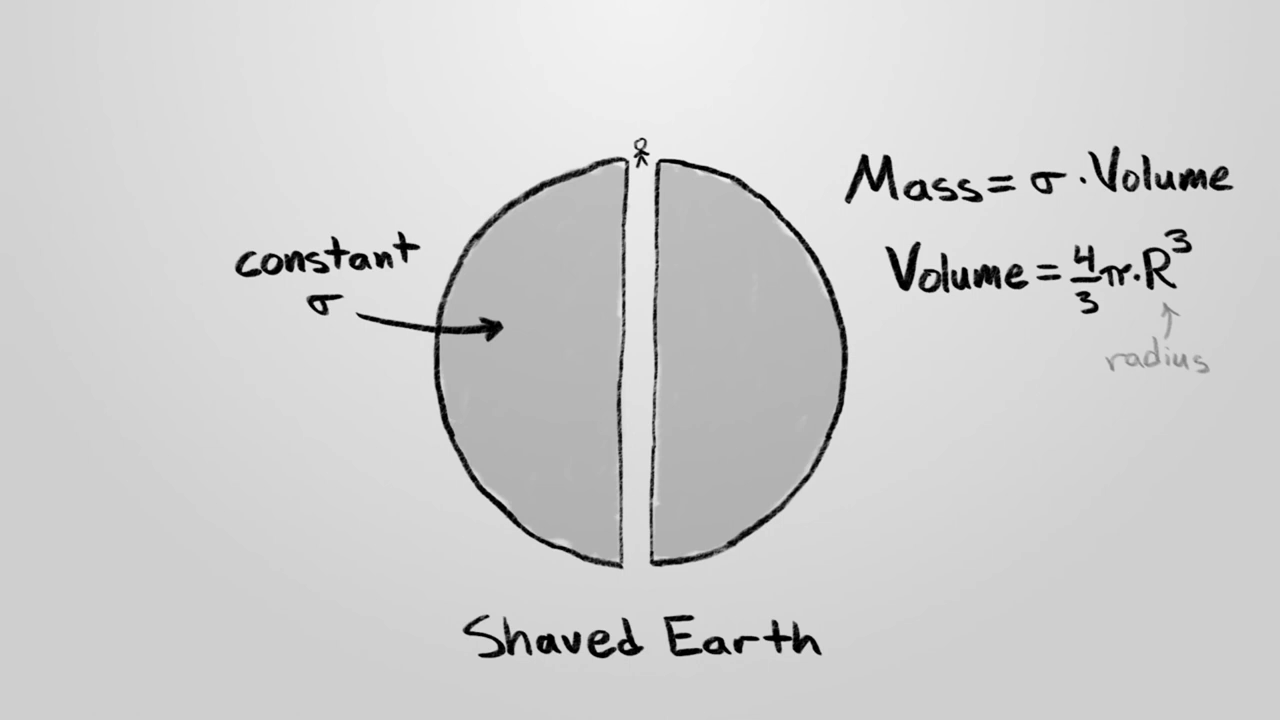 constant
σ
Mass = σ · Volume
Volume = 4/3 π · R³
radius
Shaved Earth